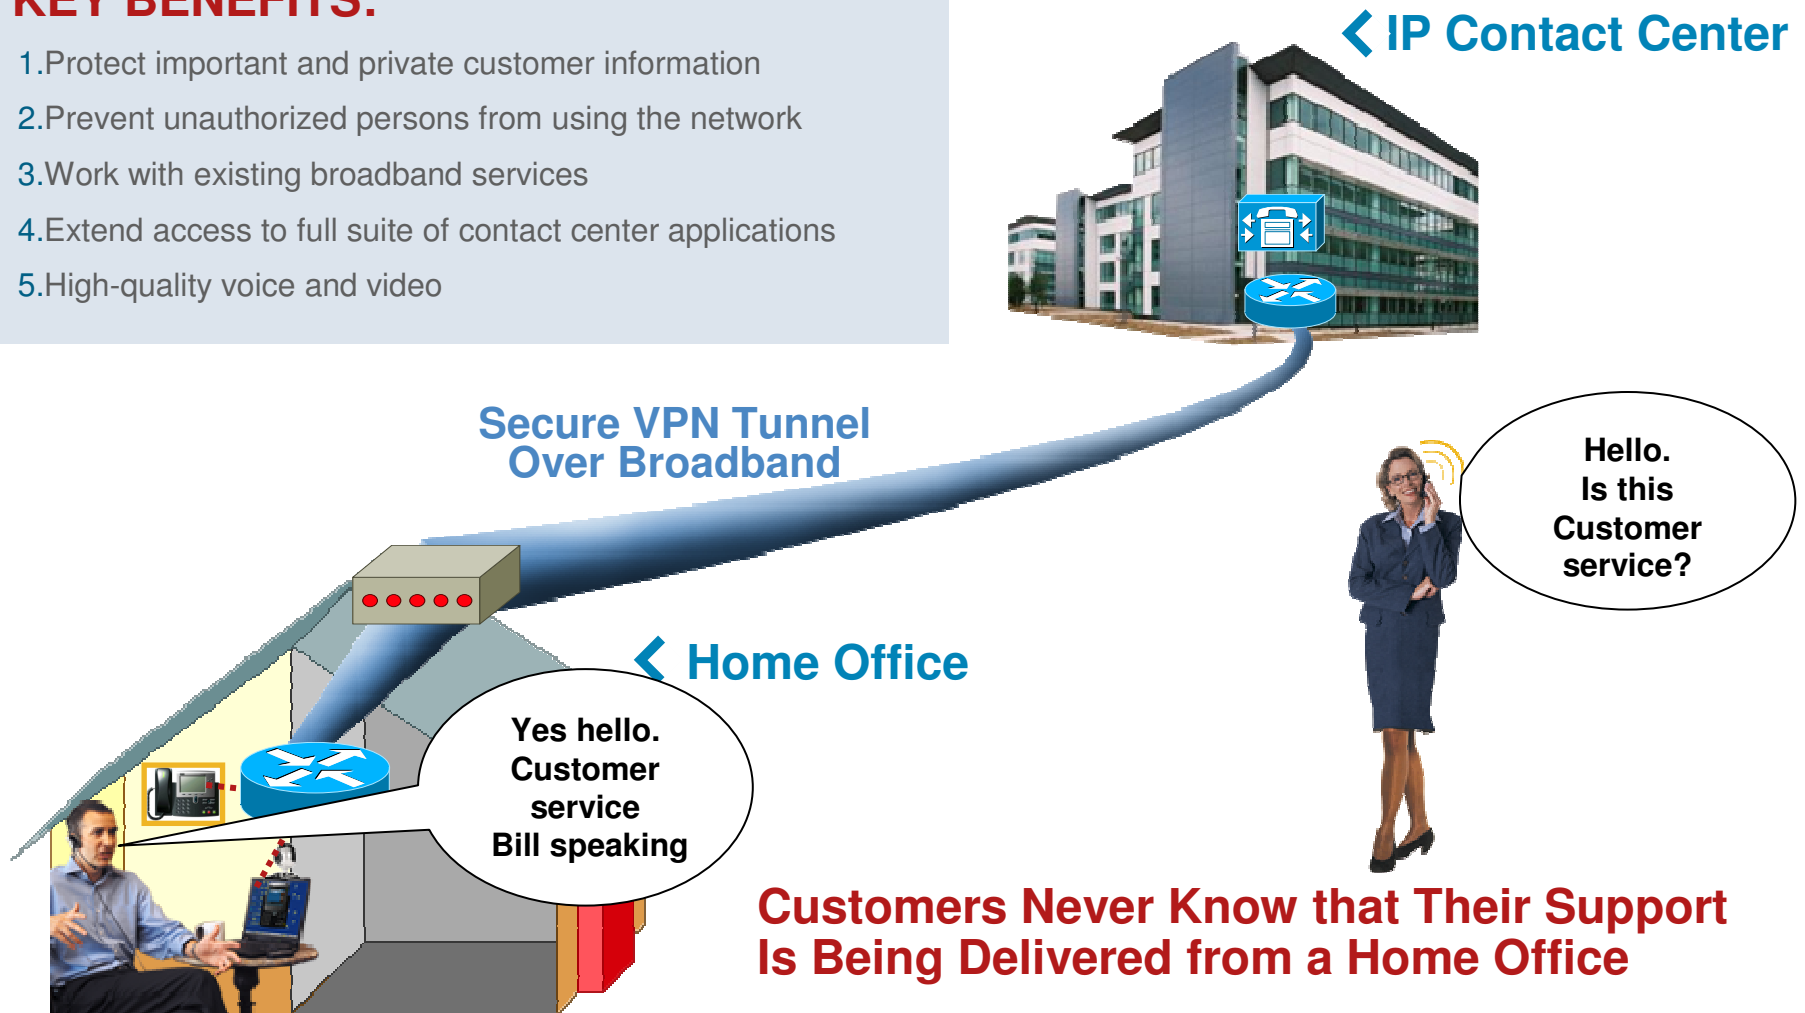 KEY BENEFITS:
1.Protect important and private customer information
2.Prevent unauthorized persons from using the network
3.Work with existing broadband services
4.Extend access to full suite of contact center applications
5.High-quality voice and video
IP Contact Center
Secure VPN Tunnel
Over Broadband
Hello.
Is this
Customer
service?
Home Office
Yes hello.
Customer
service
Bill speaking
Customers Never Know that Their Support
Is Being Delivered from a Home Office